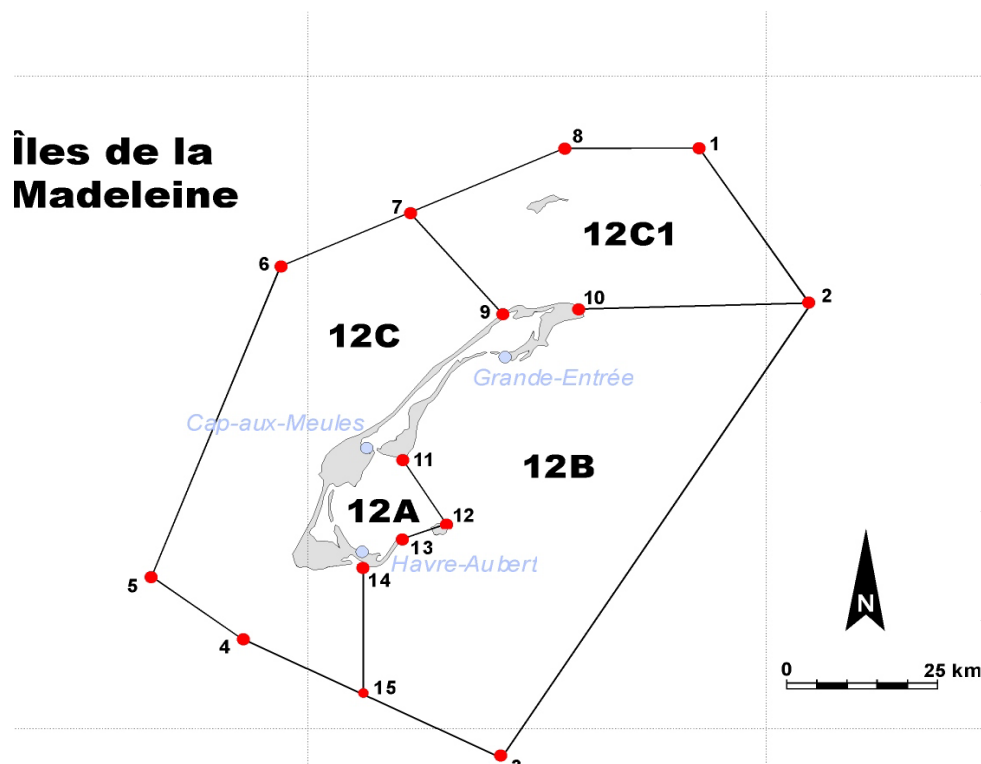 Îles de la
Madeleine
8
1
7
12C1
6
2
10
9
12C
Grande-Entrée
Cap-aux-Meules
11
12B
12A
12
13
Havre-Aubert
14
5
N
4
0 25 km
15